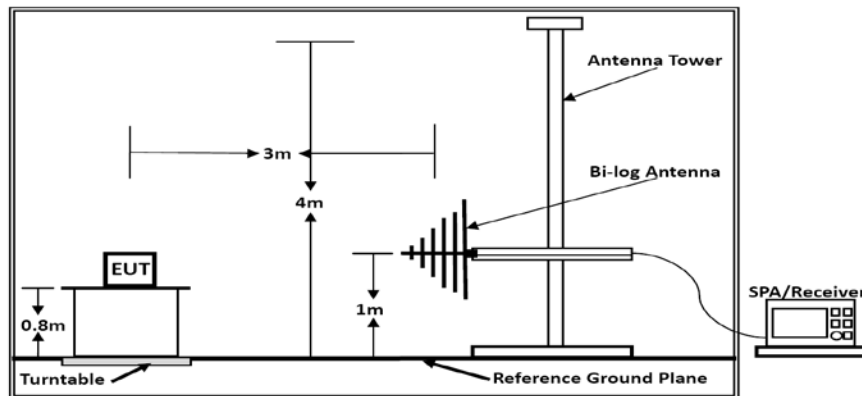 Antenna Tower
3m
Bi-log Antenna
4m
EUT
SPA/Receiver
0.8m
1m
Turntable
Reference Ground Plane